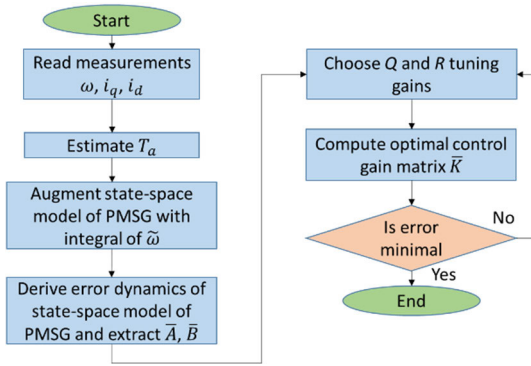 Start
Read measurements
ω, i_q, i_d
Estimate T_a
Augment state-space
model of PMSG with
integral of ω̃
Derive error dynamics of
state-space model of
PMSG and extract A̅, B̅
Choose Q and R tuning
gains
Compute optimal control
gain matrix K̅
Is error
minimal
No
Yes
End